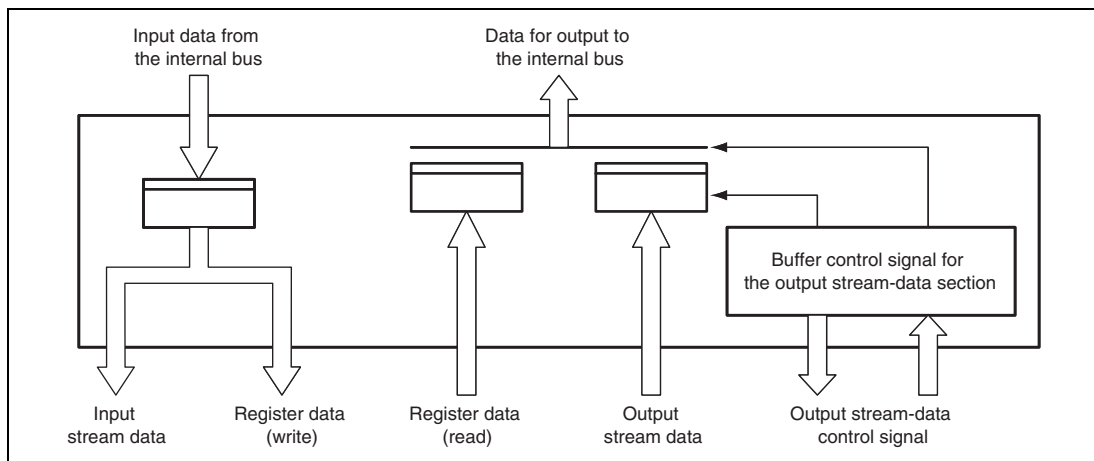 Input data from
the internal bus
Data for output to
the internal bus
Buffer control signal for
the output stream-data section
Input
stream data
Register data
(write)
Register data
(read)
Output
stream data
Output stream-data
control signal